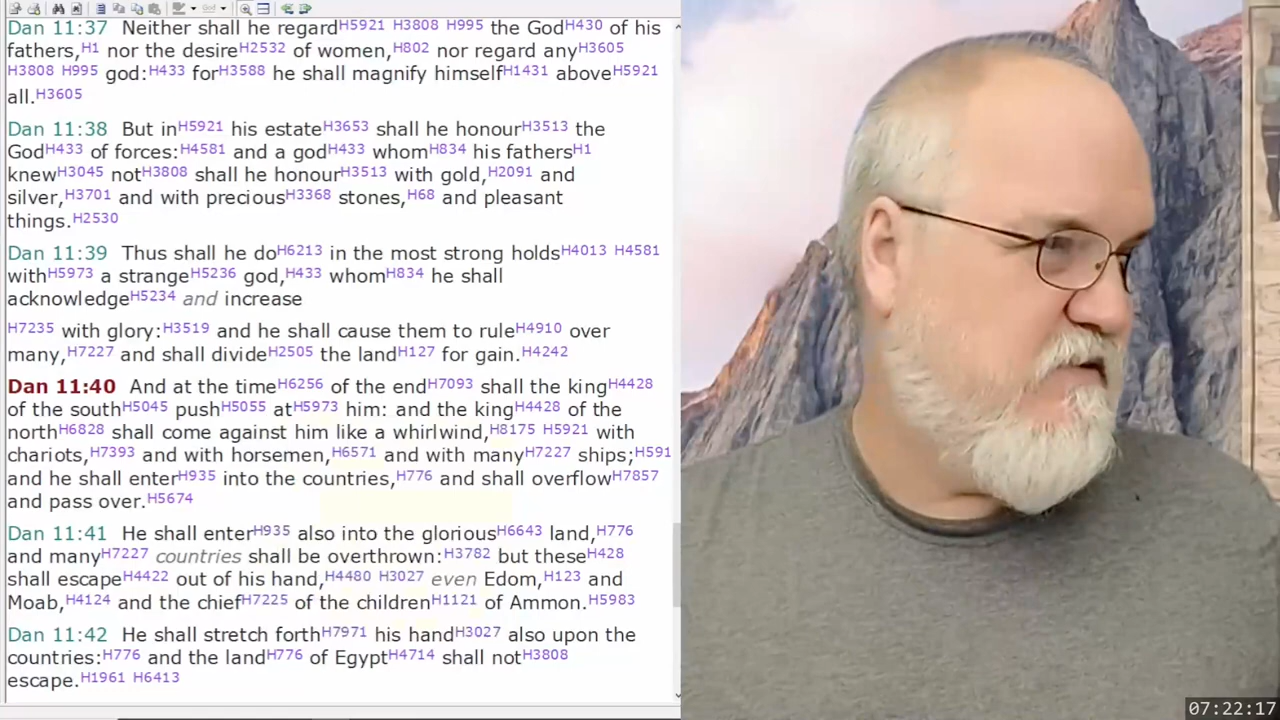 Dan 11:37 Neither shall he regardH5921 H3808 H995 the GodH430 of his
fathers,H1 nor the desireH2532 of women,H802 nor regard anyH3605
H3808 H995 god:H433 forH3588 he shall magnify himselfH1431 aboveH5921
all.H3605
Dan 11:38 But inH5921 his estateH3653 shall he honourH3513 the
GodH433 of forces:H4581 and a godH433 whomH834 his fathersH1
knewH3045 notH3808 shall he honourH3513 with gold,H2091 and
silver,H3701 and with preciousH3368 stones,H68 and pleasant
things.H2530
Dan 11:39 Thus shall he doH6213 in the most strong holdsH4013 H4581
withH5973 a strangeH5236 god,H433 whomH834 he shall
acknowledgeH5234 and increase
H7235 with glory:H3519 and he shall cause them to ruleH4910 over
many,H7227 and shall divideH2505 the landH127 for gain.H4242
Dan 11:40 And at the timeH6256 of the endH7093 shall the kingH4428
of the southH5045 pushH5055 atH5973 him: and the kingH4428 of the
northH6828 shall come against him like a whirlwind,H8175 H5921 with
chariots,H7393 and with horsemen,H6571 and with manyH7227 ships;H591
and he shall enterH935 into the countries,H776 and shall overflowH7857
and pass over.H5674
Dan 11:41 He shall enterH935 also into the gloriousH6643 land,H776
and manyH7227 countries shall be overthrown:H3782 but theseH428
shall escapeH4422 out of his hand,H4480 H3027 even Edom,H123 and
Moab,H4124 and the chiefH7225 of the childrenH1121 of Ammon.H5983
Dan 11:42 He shall stretch forthH7971 his handH3027 also upon the
countries:H776 and the landH776 of EgyptH4714 shall notH3808
escape.H1961 H6413
07:22:17